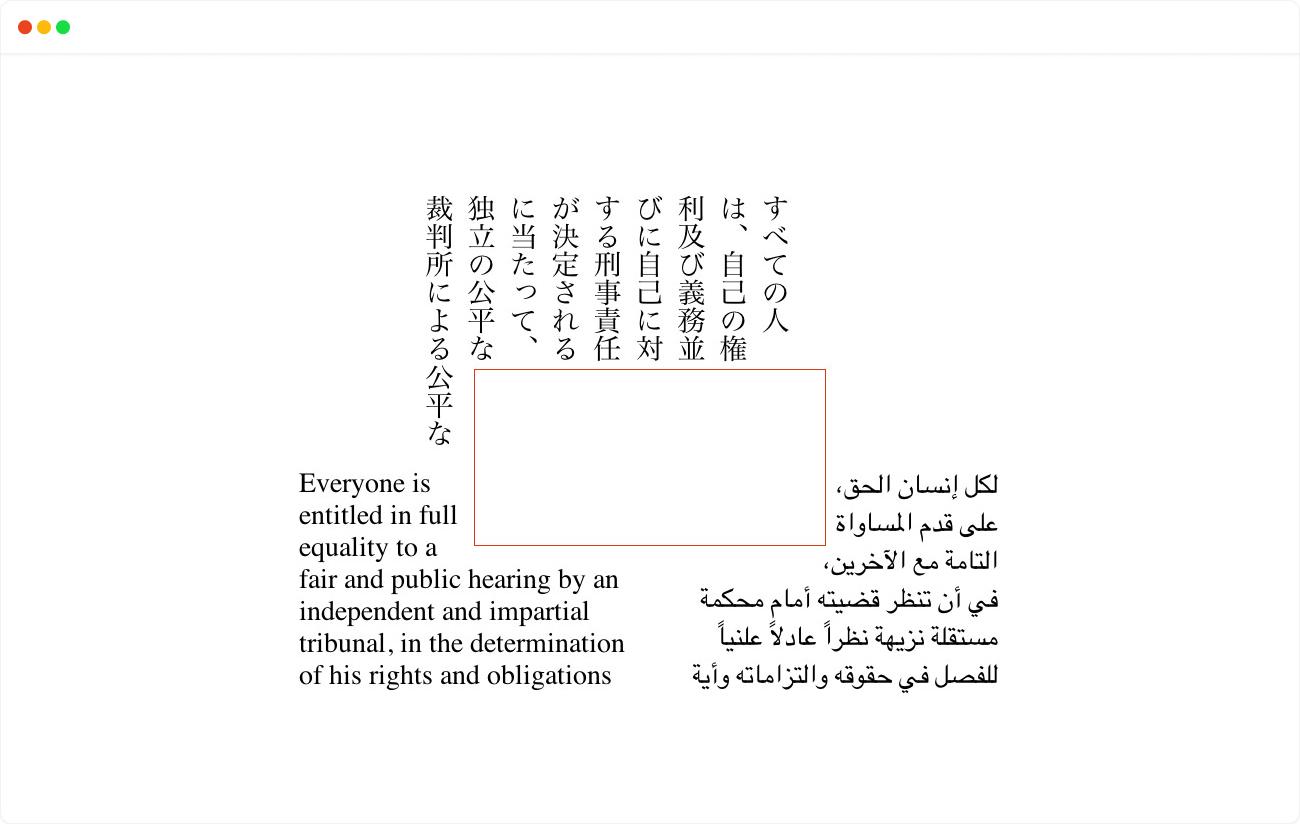 すべての人
は、自己の権
利及び義務並
びに自己に対
する刑事責任
が決定される
に当たって、
独立の公平な
裁判所による公平な
Everyone is
entitled in full
equality to a
fair and public hearing by an
independent and impartial
tribunal, in the determination
of his rights and obligations
لكل إنسان الحق،
على قدم المساواة
التامة مع الآخرين،
في أن تنظر قضيته أمام محكمة
مستقلة نزيهة نظراً عادلاً علنياً
للفصل في حقوقه والتزاماته وأية